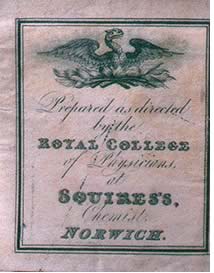 Prepared as directed
by the
ROYAL COLLEGE
of Physicians,
at
SQUIRES'S,
Chemist,
NORWICH.